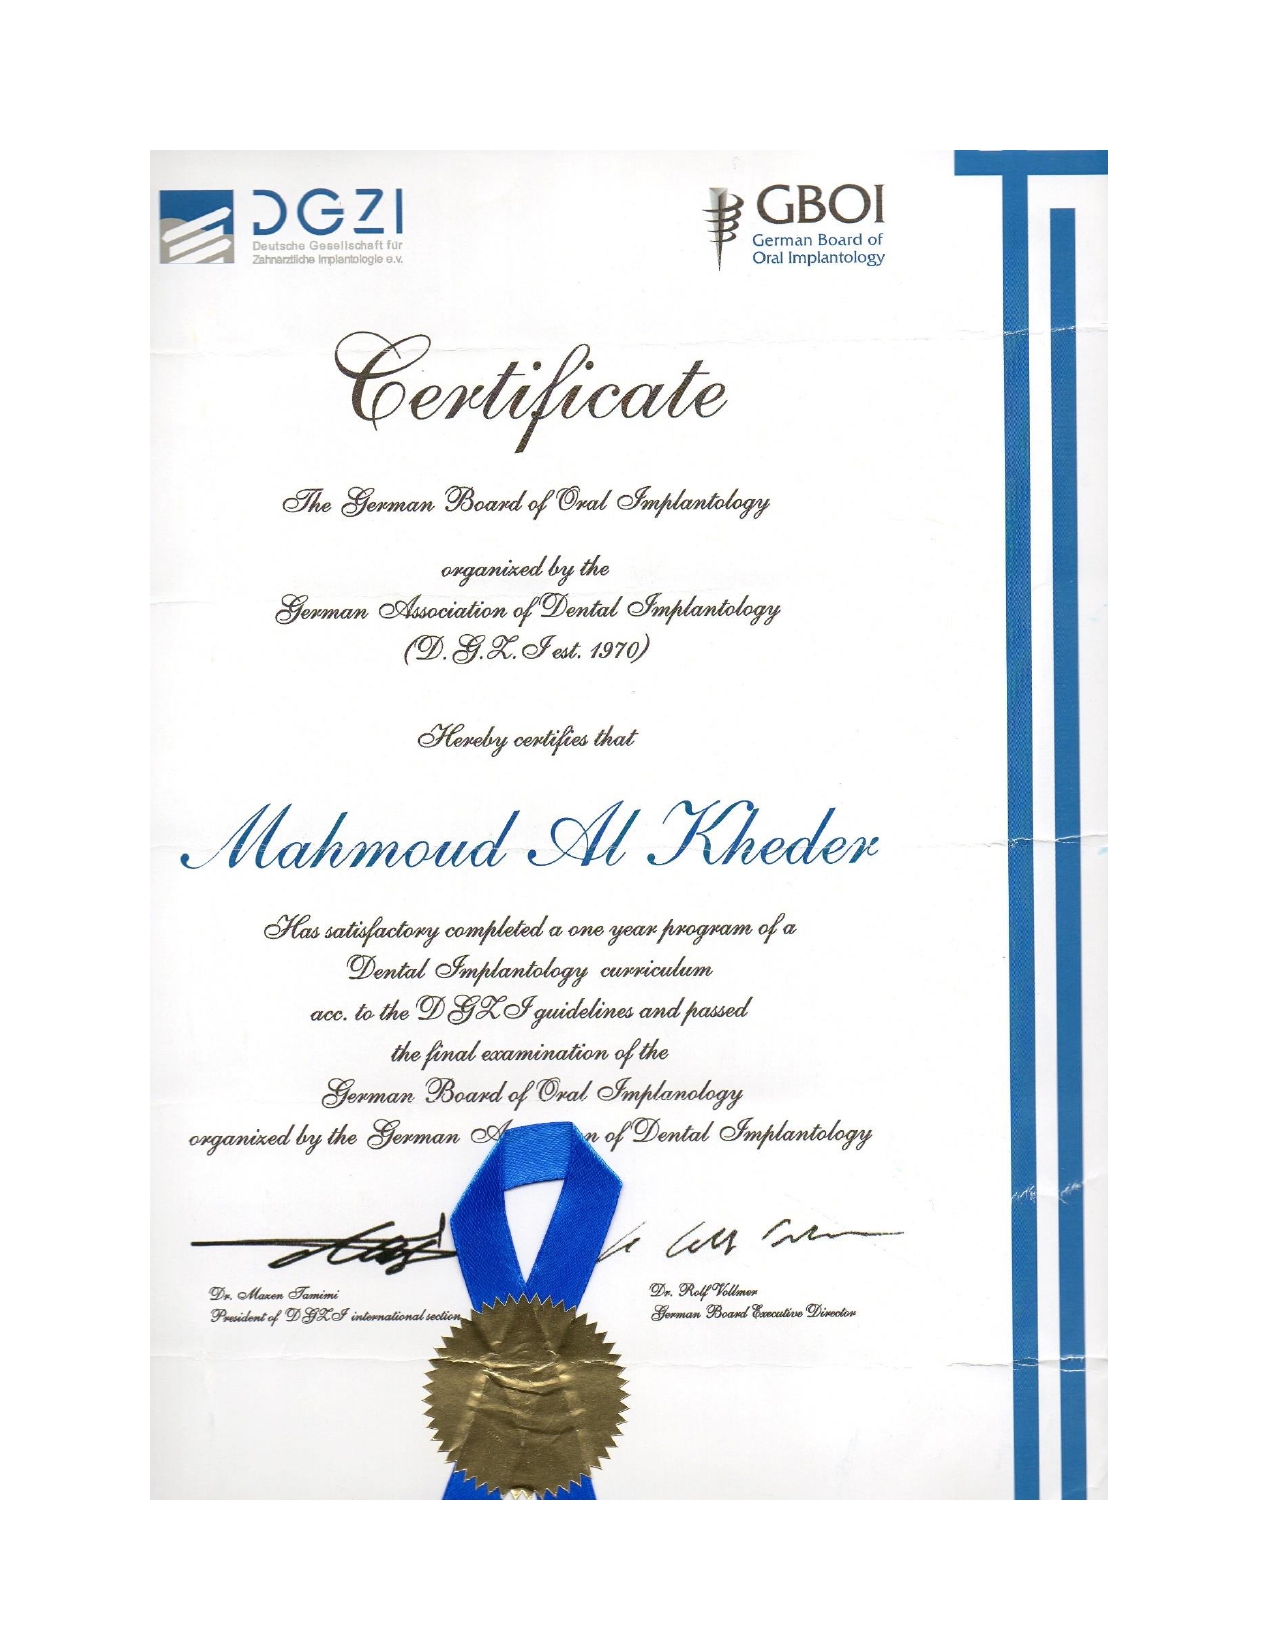 DGZI
Deutsche Gesellschaft für
Zahnärztliche Implantologie e.v.
GBOI
German Board of
Oral Implantology
Certificate
The German Board of Oral Implantology
organized by the
German Association of Dental Implantology
(D. G.Z. I est. 1970)
Hereby certifies that
Mahmoud Al Kheder
Has satisfactory completed a one year program of a
Dental Implantology curriculum
acc. to the DGZI guidelines and passed
the final examination of the
German Board of Oral Implanology
organized by the German A n of Dental Implantology
Dr. Mazen Tamimi
President of DGZI international section
Dr. Rolf Vollmer
German Board Executive Director